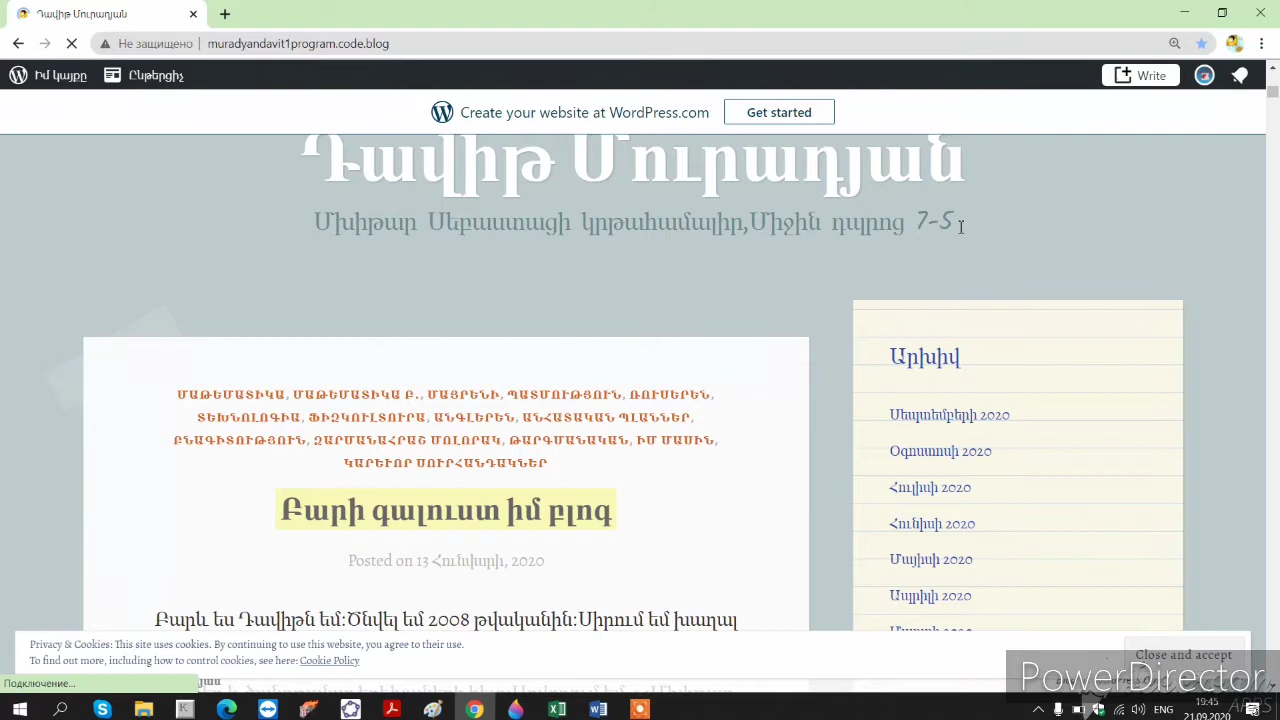 Դավիթ Մուրադյան
Не защищено muradyandavit1program.code.blog
Իմ կայքը Ընթերցիչ Write
Create your website at WordPress.com Get started
Դավիթ Մուրադյան
Մխիթար Սեբաստացի կրթահամալիր,Միջին դպրոց 7-5
ՄԱԹԵՄԱՏԻԿԱ, ՄԱԹԵՄԱՏԻԿԱ Բ., ՄԱՅՐԵՆԻ, ՊԱՏՄՈՒԹՅՈՒՆ, ՌՈՒՍԵՐԵՆ,
ՏԵԽՆՈԼՈԳԻԱ, ՖԻԶԿՈՒԼՏՈՒՐԱ, ԱՆԳԼԵՐԵՆ, ԱՆՀԱՏԱԿԱՆ ՊԼԱՆՆԵՐ,
ԲՆԱԳԻՏՈՒԹՅՈՒՆ, ԶԱՐՄԱՆԱՀՐԱՇ ՄՈԼՈՐԱԿ, ԹԱՐԳՄԱՆԱԿԱՆ, ԻՄ ՄԱՍԻՆ,
ԿԱՐԵՒՈՐ ՍՈՒՐՀԱՆԴԱԿՆԵՐ
Բարի գալուստ իմ բլոգ
Posted on 13 Հունվարի, 2020
Բարև ես Դավիթն եմ:Ծնվել եմ 2008 թվականին:Սիրում եմ խաղալ
Արխիվ
Սեպտեմբերի 2020
Օգոստոսի 2020
Հուլիսի 2020
Հունիսի 2020
Մայիսի 2020
Ապրիլի 2020
Privacy & Cookies: This site uses cookies. By continuing to use this website, you agree to their use.
To find out more, including how to control cookies, see here: Cookie Policy
Close and accept
Подключение...
PowerDirector
ENG 19:45
21.09.2020